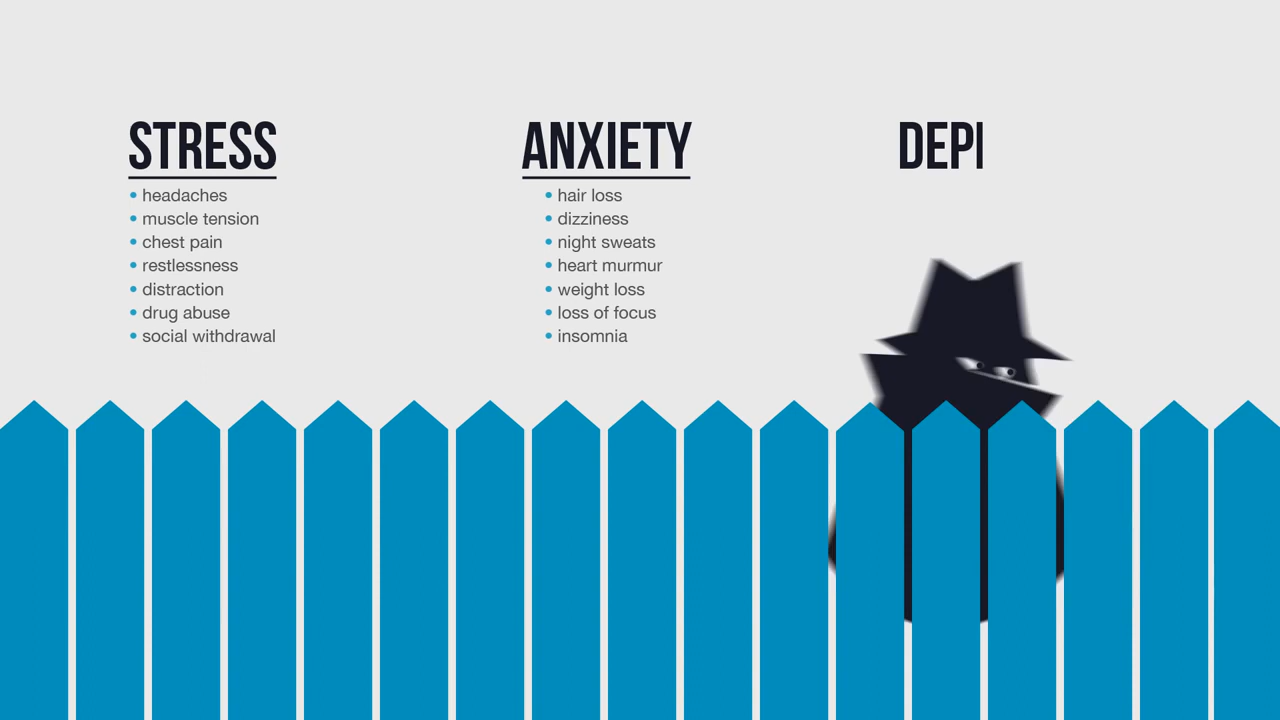 STRESS
• headaches
• muscle tension
• chest pain
• restlessness
• distraction
• drug abuse
• social withdrawal
ANXIETY
• hair loss
• dizziness
• night sweats
• heart murmur
• weight loss
• loss of focus
• insomnia
DEPI